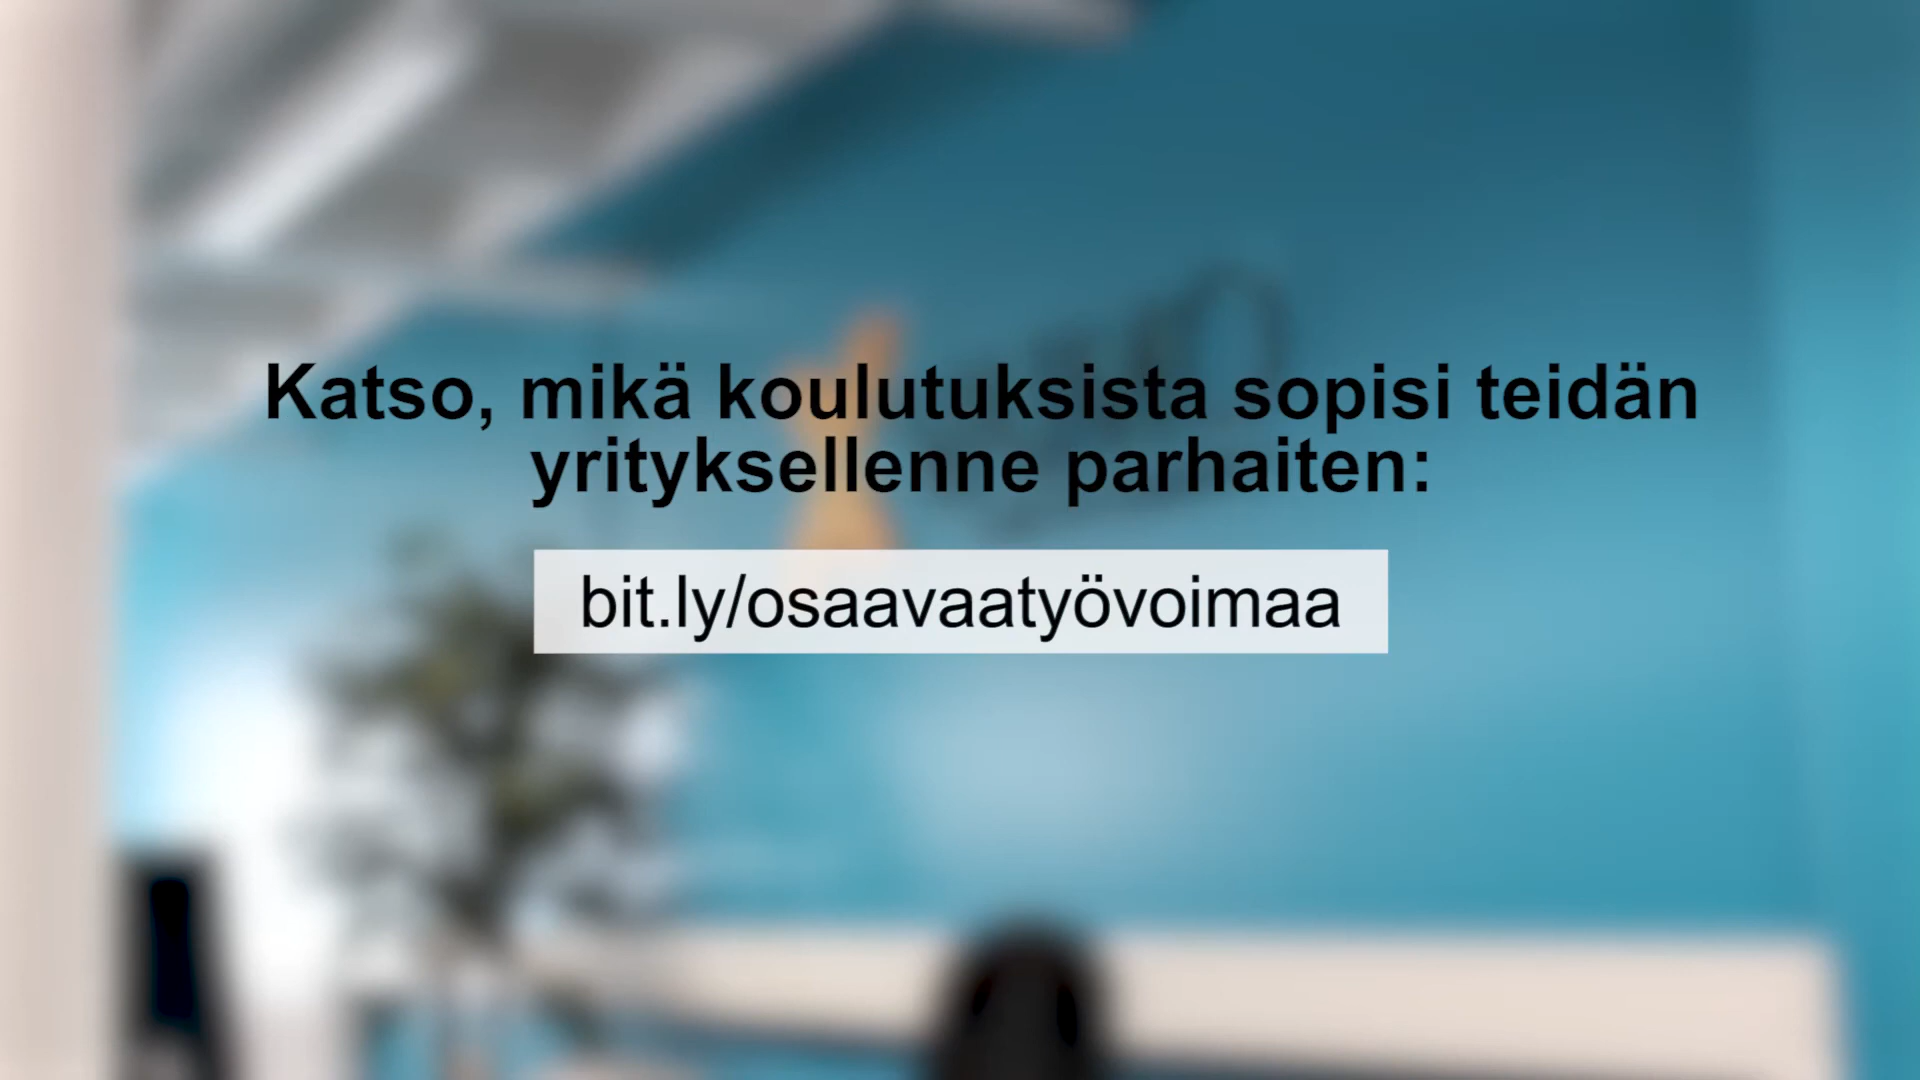 Katso, mikä koulutuksista sopisi teidän
yrityksellenne parhaiten:
bit.ly/osaavaatyövoimaa